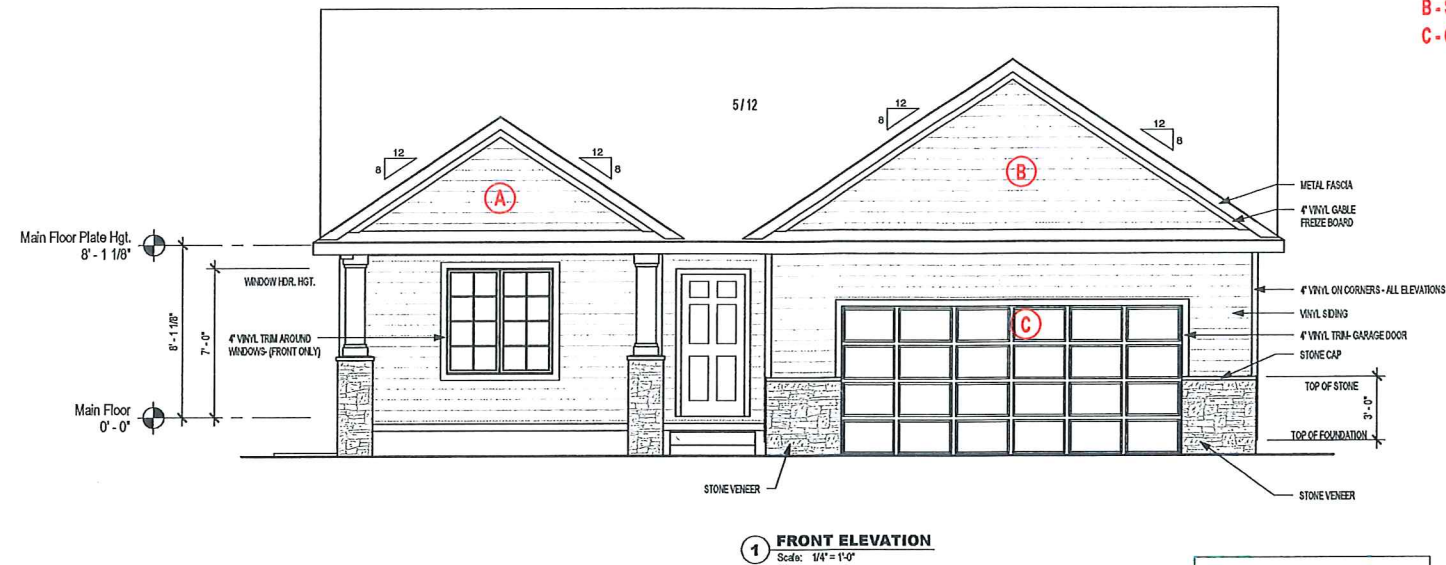 B -
C -
5 / 12
12
8
12
8
12
8
12
8
A
B
METAL FASCIA
4" VINYL GABLE
FREIZE BOARD
Main Floor Plate Hgt.
8' - 1 1/8"
WINDOW HDR. HGT.
8' - 1 1/8"
7' - 0"
4" VINYL TRIM AROUND
WINDOWS- (FRONT ONLY)
C
4" VINYL ON CORNERS - ALL ELEVATIONS
VINYL SIDING
4" VINYL TRIM- GARAGE DOOR
STONE CAP
TOP OF STONE
3' - 0"
TOP OF FOUNDATION
Main Floor
0' - 0"
STONE VENEER
STONE VENEER
1 FRONT ELEVATION
Scale: 1/4" = 1'-0"